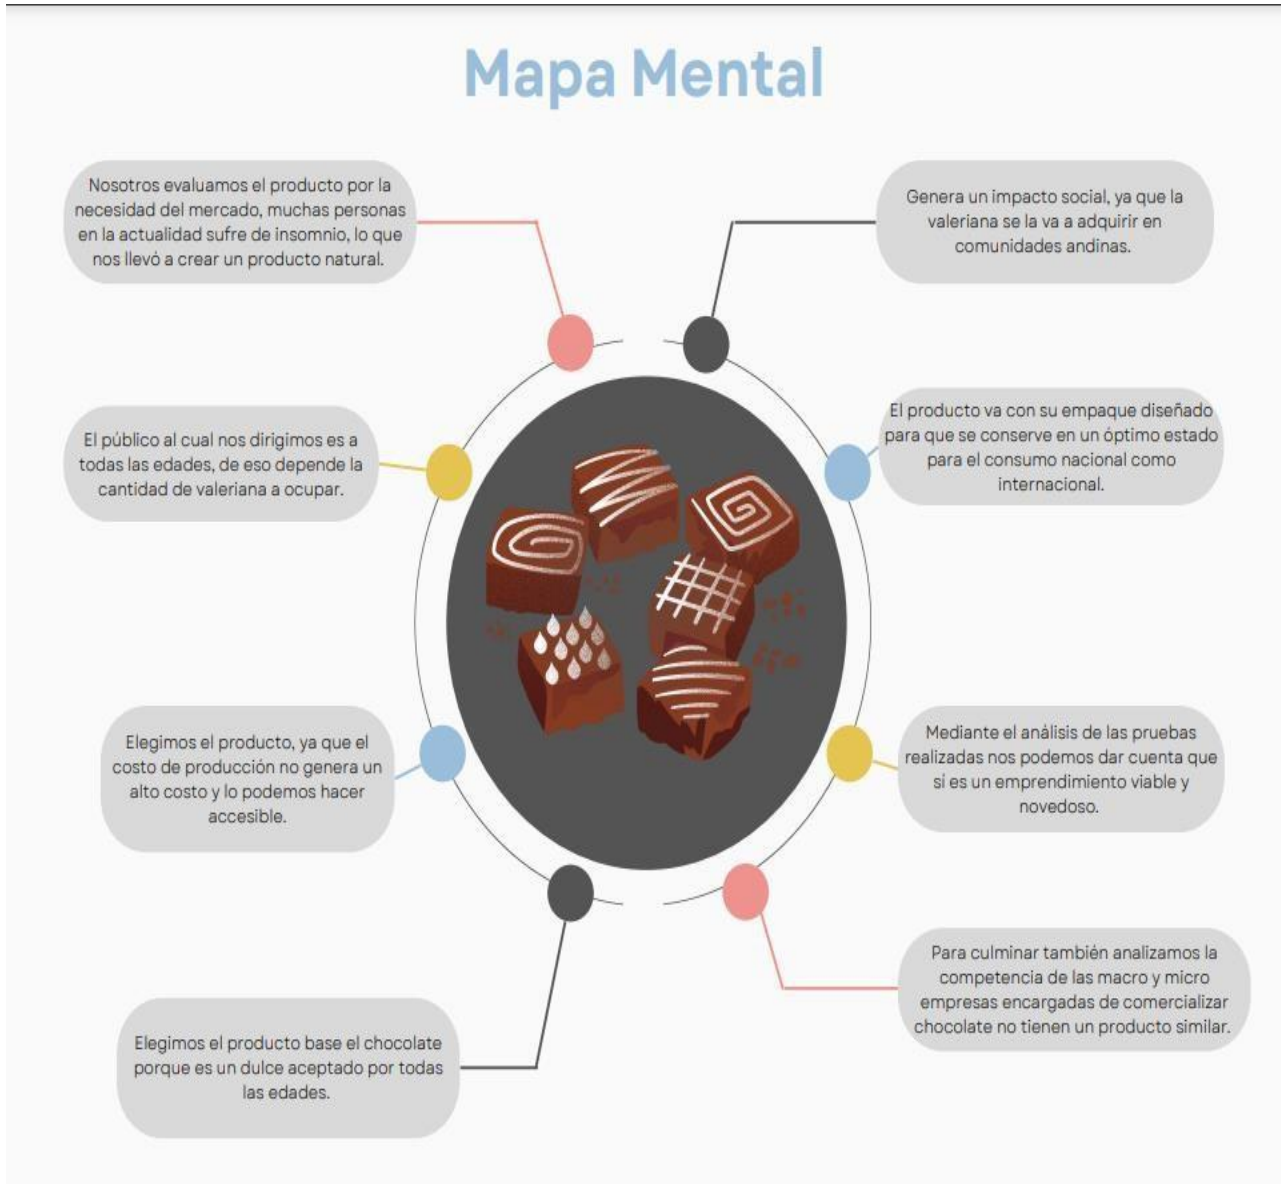 Mapa Mental
Nosotros evaluamos el producto por la
necesidad del mercado, muchas personas
en la actualidad sufre de insomnio, lo que
nos llevó a crear un producto natural.
El público al cual nos dirigimos es a
todas las edades, de eso depende la
cantidad de valeriana a ocupar.
Elegimos el producto, ya que el
costo de producción no genera un
alto costo y lo podemos hacer
accesible.
Elegimos el producto base el chocolate
porque es un dulce aceptado por todas
las edades.
Genera un impacto social, ya que la
valeriana se la va a adquirir en
comunidades andinas.
El producto va con su empaque diseñado
para que se conserve en un óptimo estado
para el consumo nacional como
internacional.
Mediante el análisis de las pruebas
realizadas nos podemos dar cuenta que
sí es un emprendimiento viable y
novedoso.
Para culminar también analizamos la
competencia de las macro y micro
empresas encargadas de comercializar
chocolate no tienen un producto similar.